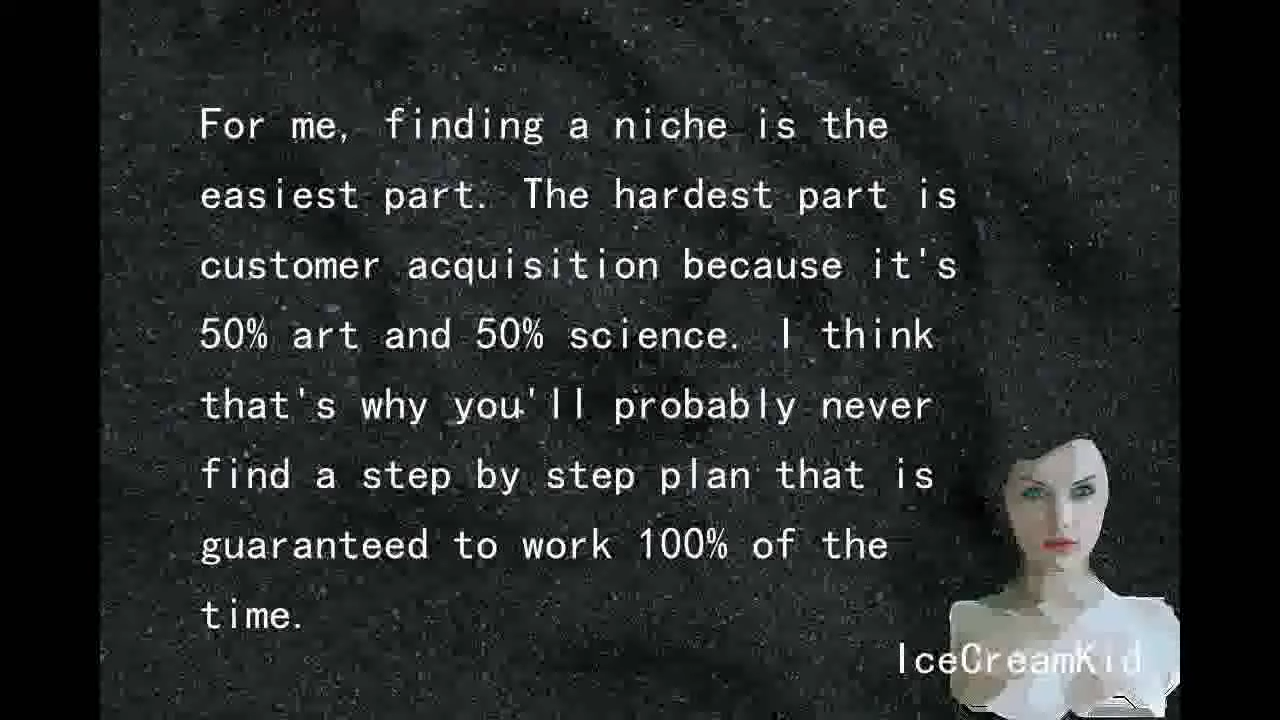 For me, finding a niche is the
easiest part. The hardest part is
customer acquisition because it's
50% art and 50% science. I think
that's why you'll probably never
find a step by step plan that is
guaranteed to work 100% of the
time.
IceCreamKid